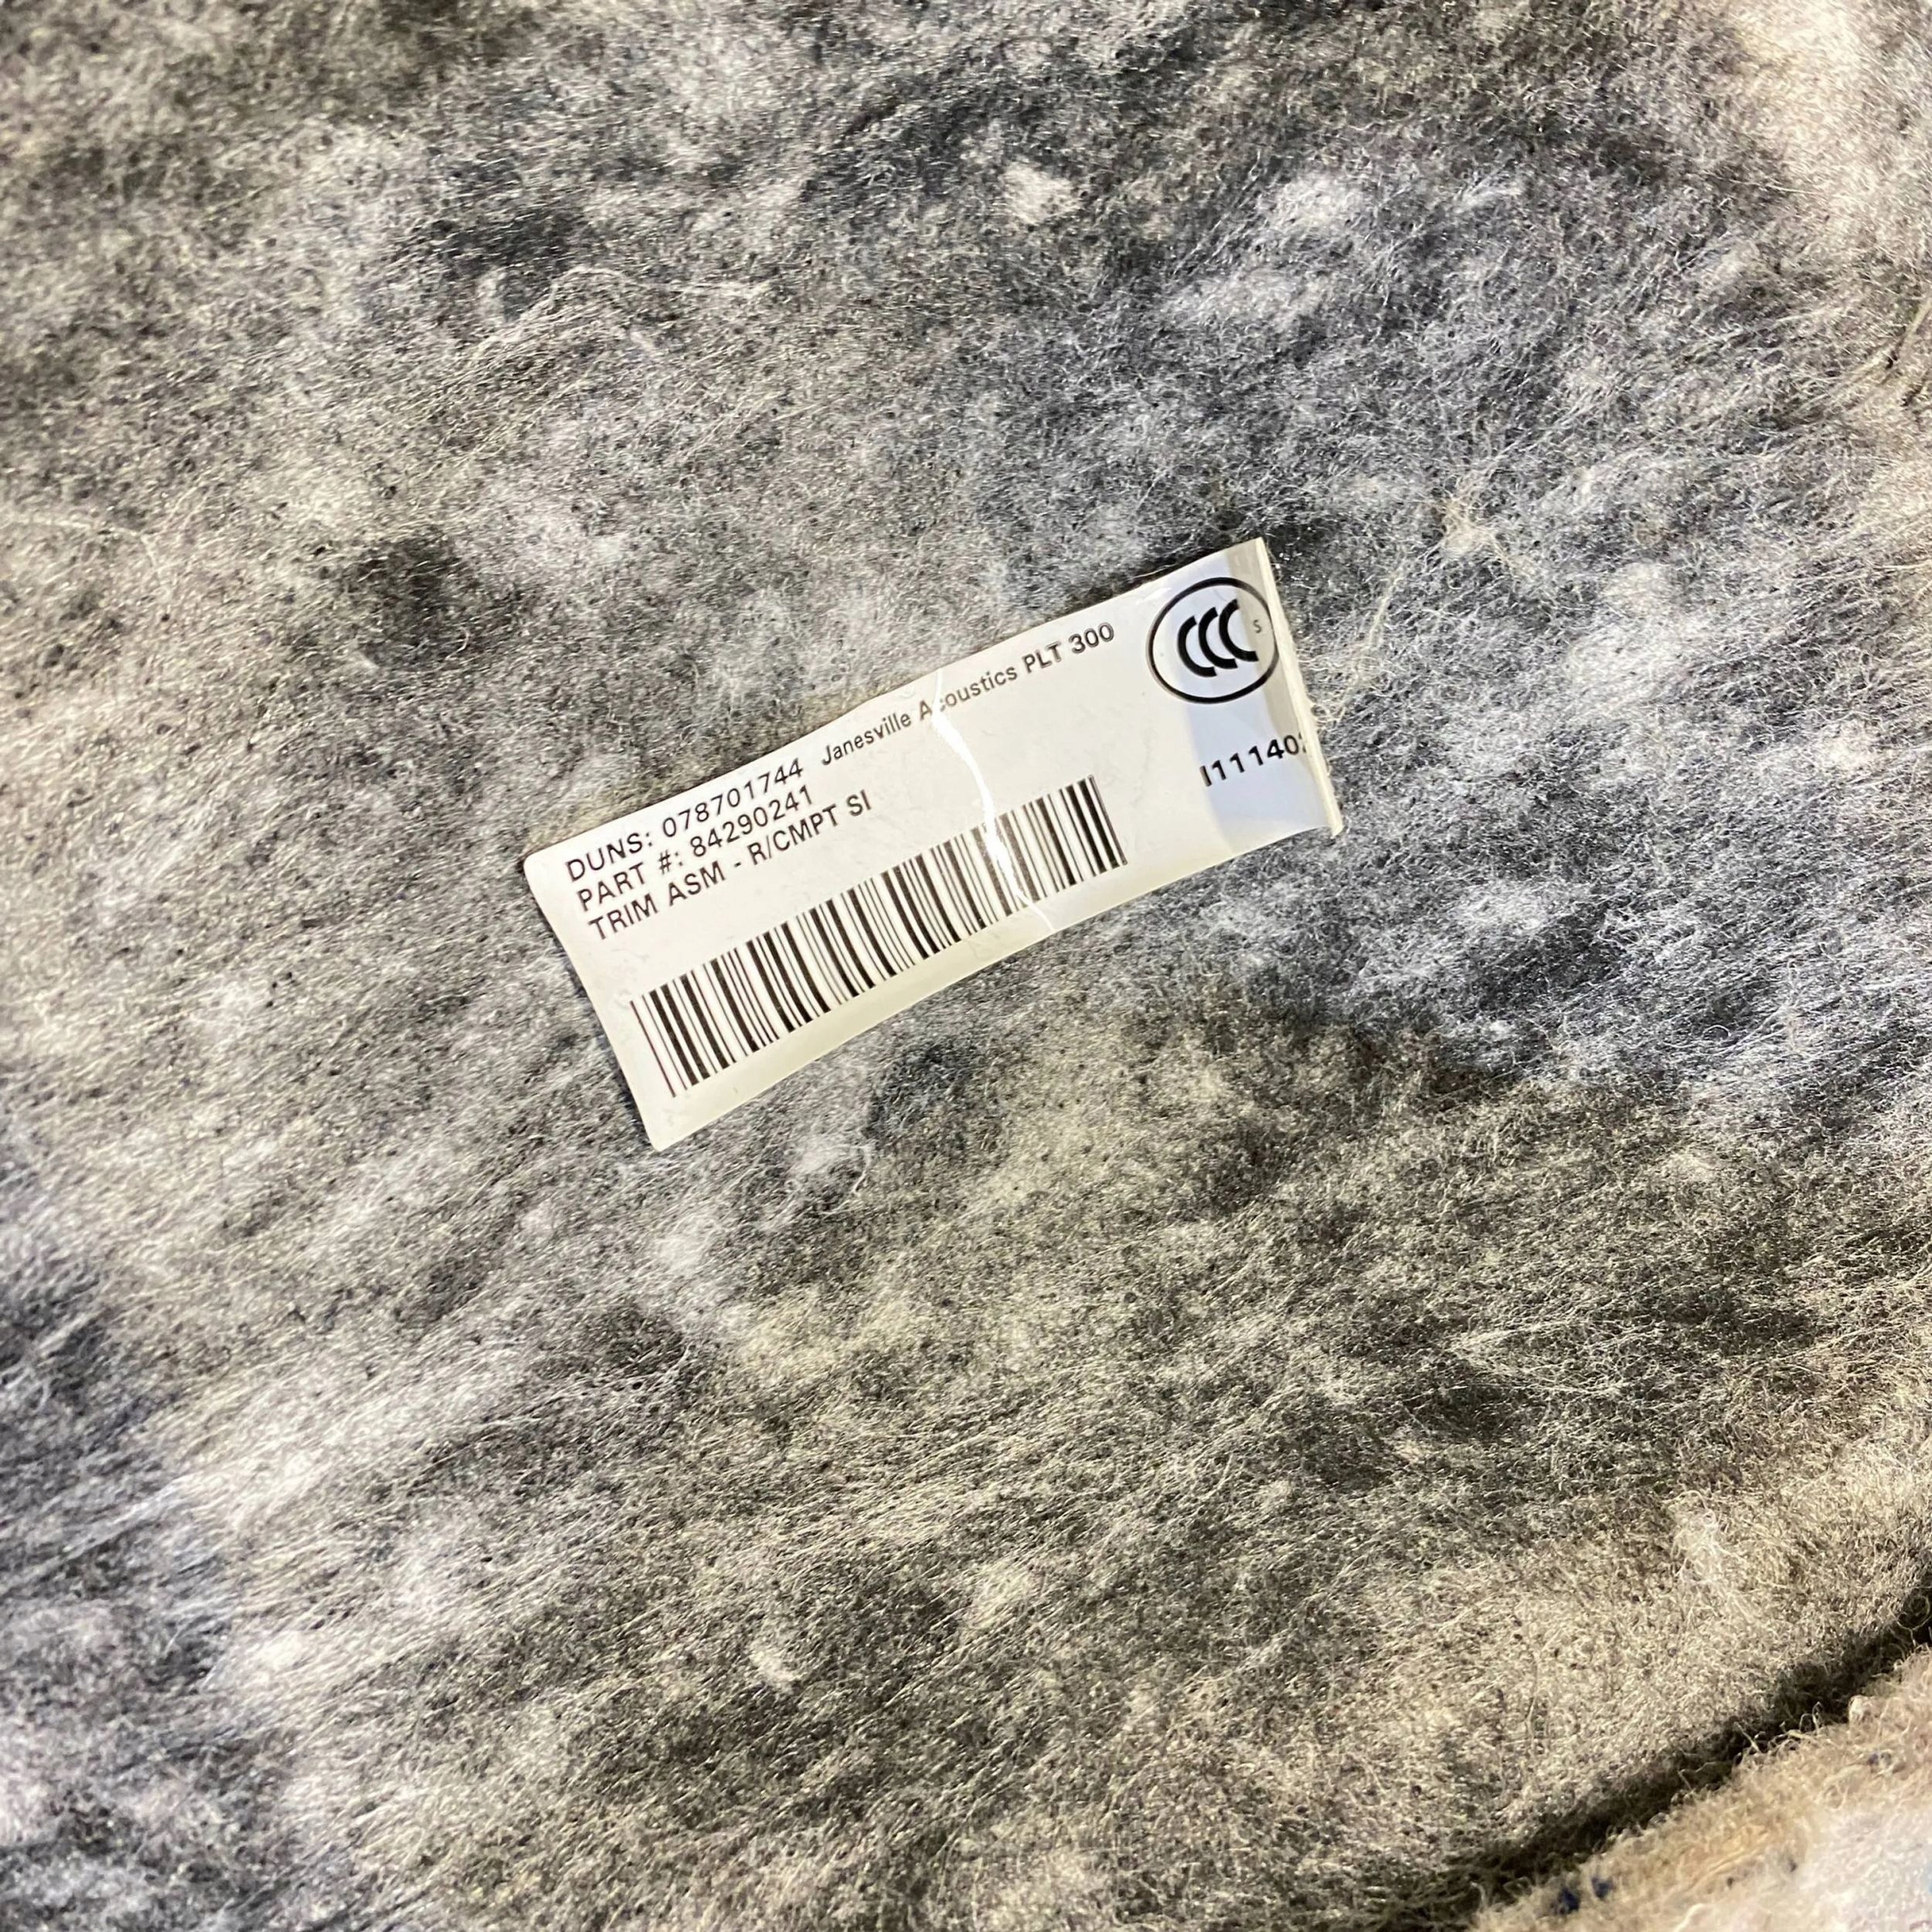 DUNS: 078701744 Janesville Acoustics PLT 300
PART #: 84290241
TRIM ASM - R/CMPT SI
CCC S